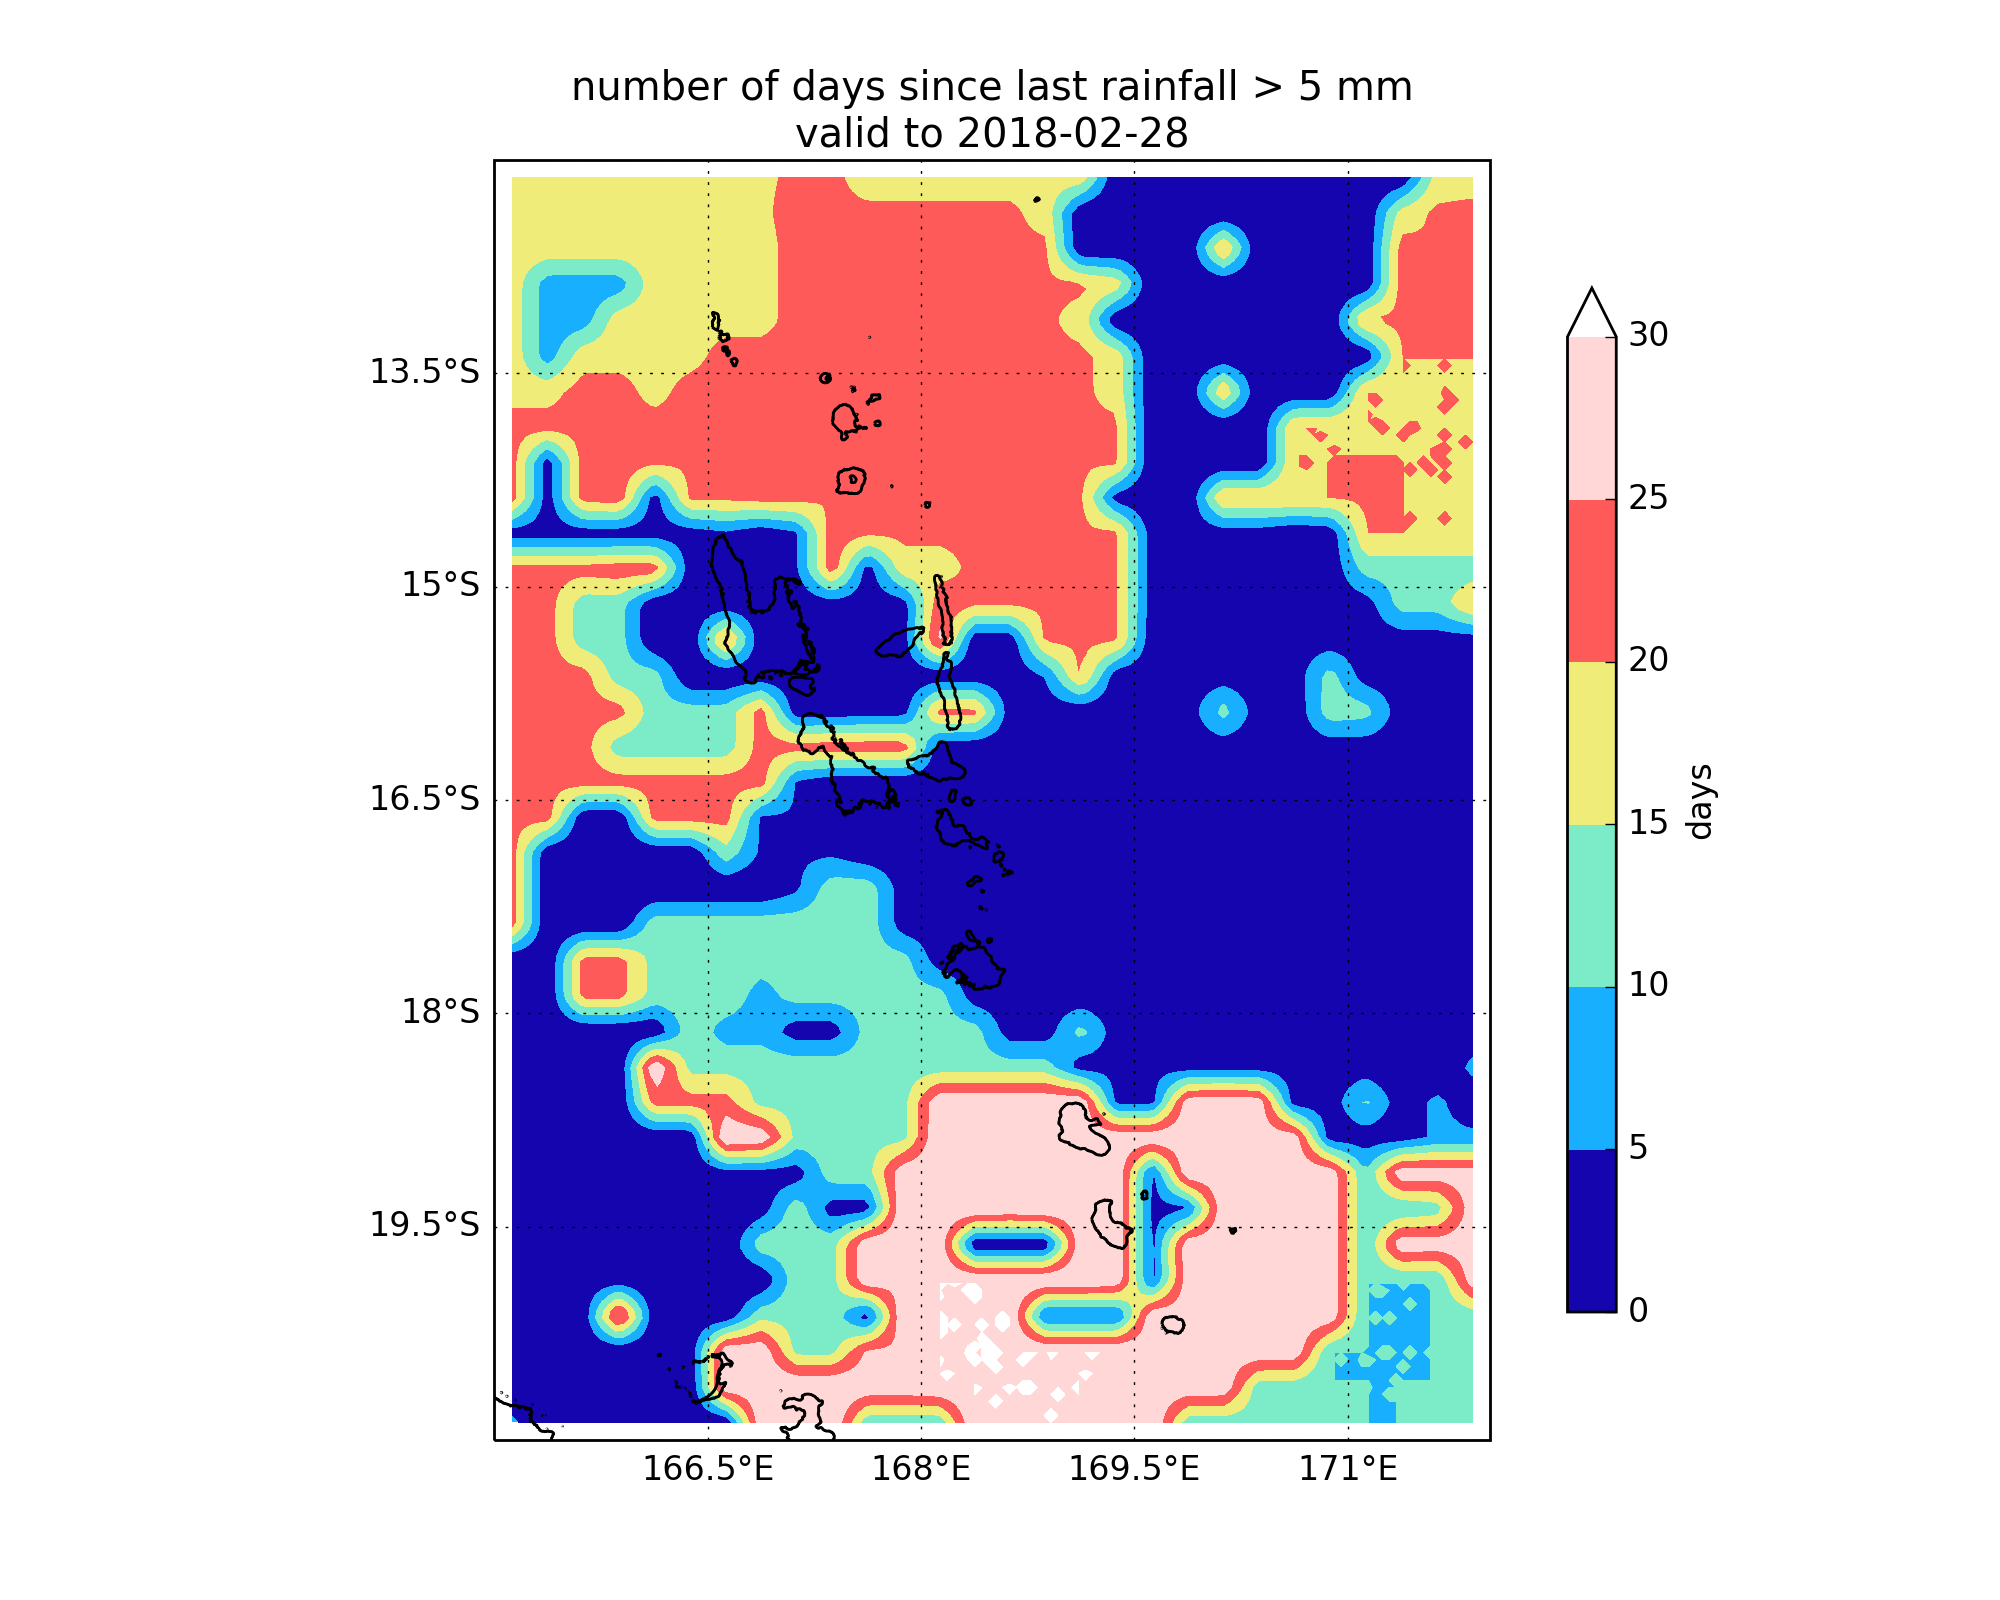 number of days since last rainfall > 5 mm
valid to 2018-02-28
13.5°S
15°S
16.5°S
18°S
19.5°S
166.5°E
168°E
169.5°E
171°E
30
25
20
15
10
5
0
days